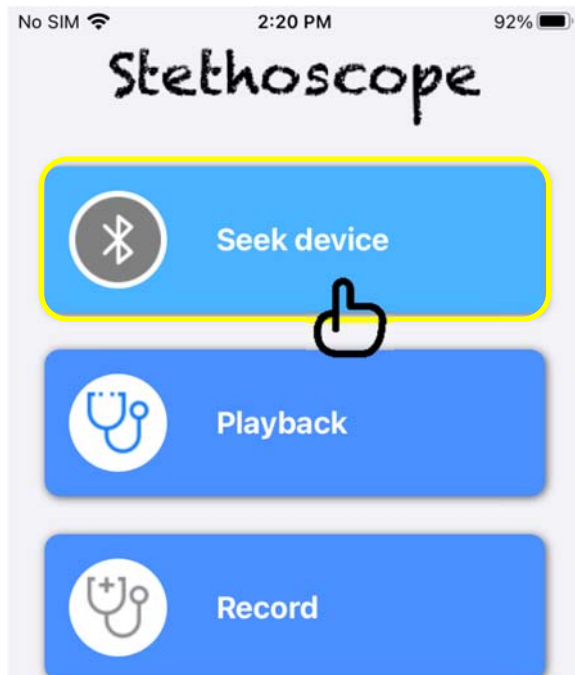 No SIM 2:20 PM 92%
Stethoscope
Seek device
Playback
Record